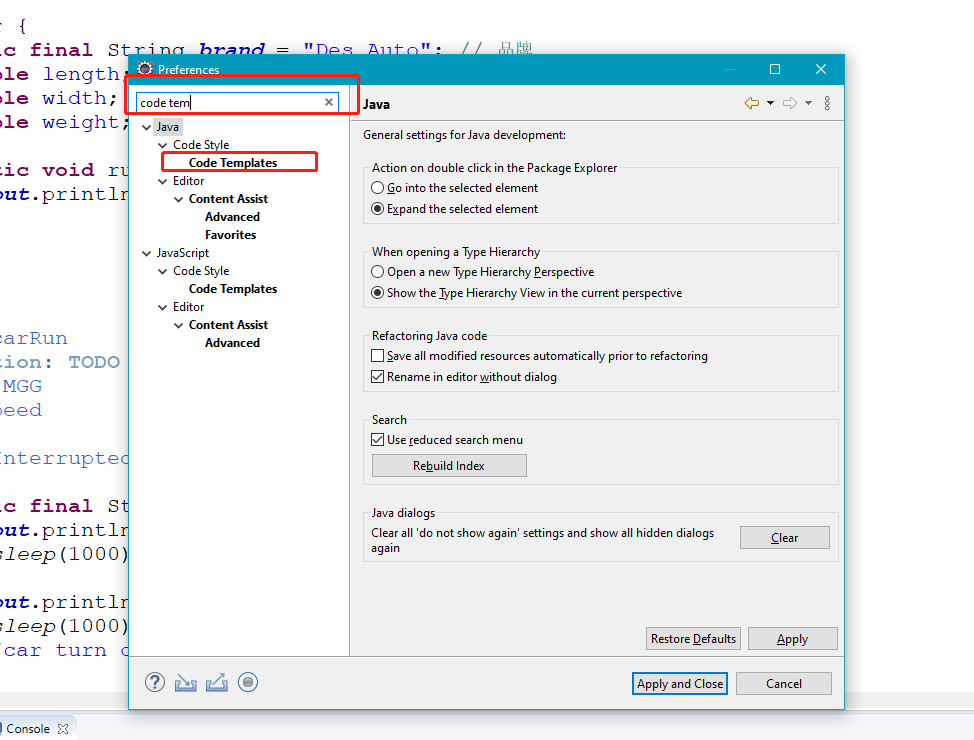 r {
ic final String brand = "Des Auto"; // 品牌
ble length;
ble width;
ble weight;
tic void ru
out.println
carRun
tion: TODO
MGG
peed
Interrupted
ic final St
out.println
sleep(1000)
out.println
sleep(1000)
car turn
Preferences
code tem
Java
Code Style
Code Templates
Editor
Content Assist
Advanced
Favorites
JavaScript
Code Style
Code Templates
Editor
Content Assist
Advanced
Java
General settings for Java development:
Action on double click in the Package Explorer
Go into the selected element
Expand the selected element
When opening a Type Hierarchy
Open a new Type Hierarchy Perspective
Show the Type Hierarchy View in the current perspective
Refactoring Java code
Save all modified resources automatically prior to refactoring
Rename in editor without dialog
Search
Use reduced search menu
Rebuild Index
Java dialogs
Clear all 'do not show again' settings and show all hidden dialogs
again
Clear
Restore Defaults
Apply
Apply and Close
Cancel
Console